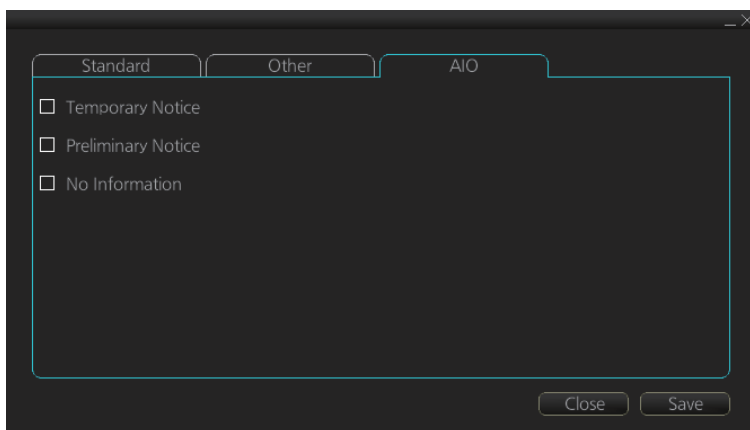 Standard Other AIO
Temporary Notice
Preliminary Notice
No Information
Close Save